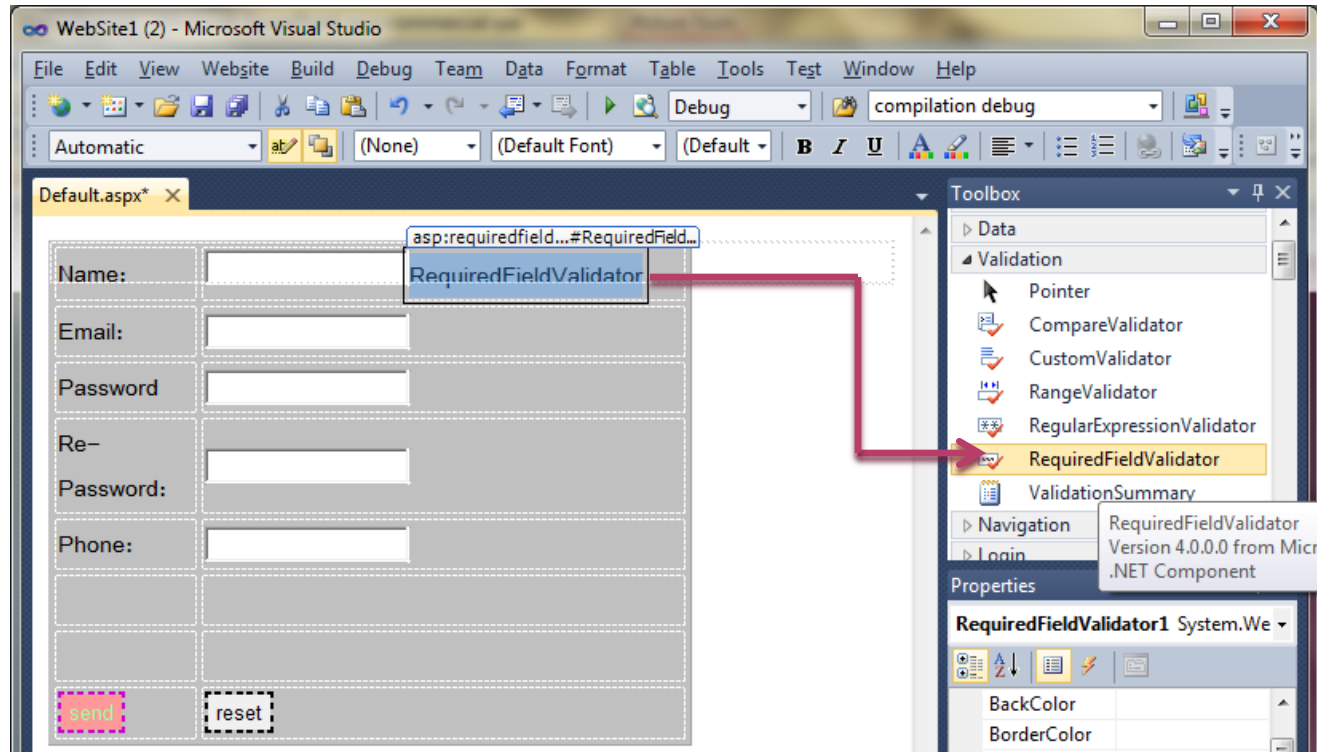 WebSite1 (2) - Microsoft Visual Studio
File Edit View Website Build Debug Team Data Format Table Tools Test Window Help
Debug compilation debug
Automatic (None) (Default Font) (Default B I U A
Default.aspx* Toolbox
asp:requiredfield...#RequiredField...
Name: RequiredFieldValidator
Email:
Password
Re-
Password:
Phone:
send reset
Data
Validation
Pointer
CompareValidator
CustomValidator
RangeValidator
RegularExpressionValidator
RequiredFieldValidator
ValidationSummary
Navigation
Login
RequiredFieldValidator
Version 4.0.0.0 from Micr
.NET Component
Properties
RequiredFieldValidator1 System.We
BackColor
BorderColor